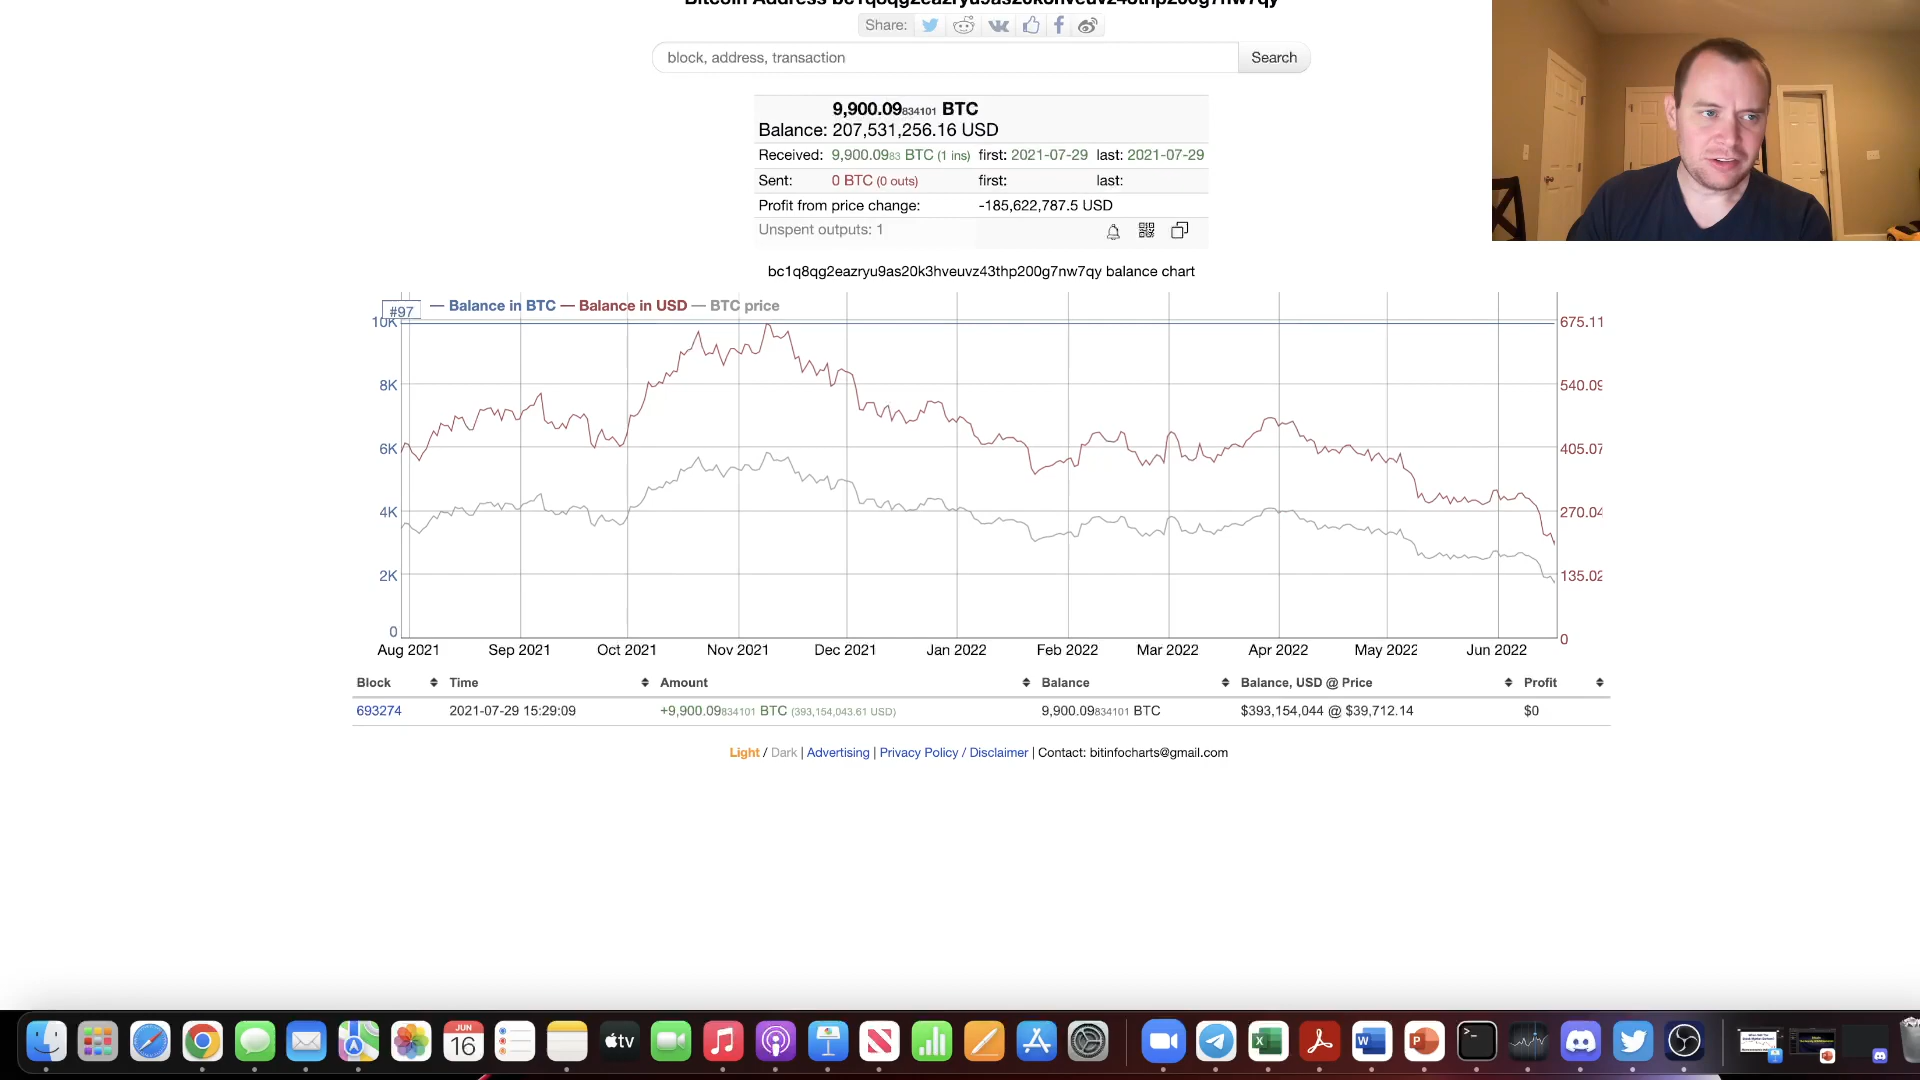 Bitcoin Address bc1q8qg2eazryu9as20k3hveuvz43thp200g7nw7qy
Share:
block, address, transaction
Search
9,900.09834101 BTC
Balance: 207,531,256.16 USD
Received: 9,900.0983 BTC (1 ins) first: 2021-07-29 last: 2021-07-29
Sent: 0 BTC (0 outs) first: last:
Profit from price change: -185,622,787.5 USD
Unspent outputs: 1
bc1q8qg2eazryu9as20k3hveuvz43thp200g7nw7qy balance chart
#97 Balance in BTC Balance in USD BTC price
10K 675.11
8K 540.09
6K 405.07
4K 270.04
2K 135.02
0 0
Aug 2021 Sep 2021 Oct 2021 Nov 2021 Dec 2021 Jan 2022 Feb 2022 Mar 2022 Apr 2022 May 2022 Jun 2022
Block Time Amount Balance Balance, USD @ Price Profit
693274 2021-07-29 15:29:09 +9,900.09834101 BTC (393,154,043.61 USD) 9,900.09834101 BTC $393,154,044 @ $39,712.14 $0
Light / Dark | Advertising | Privacy Policy / Disclaimer | Contact: bitinfocharts@gmail.com
JUN
16
tv
X
W
P